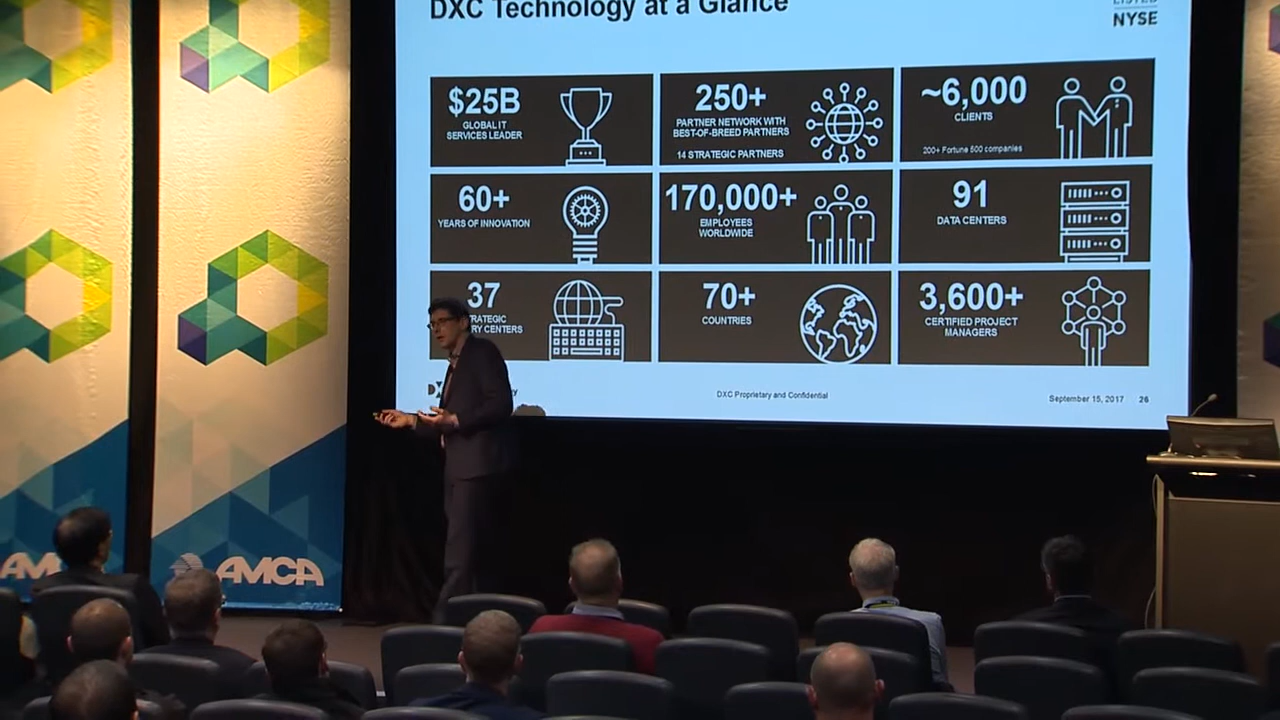 DXC Technology at a Glance
NYSE
$25B
GLOBAL IT
SERVICES LEADER
250+
PARTNER NETWORK WITH
BEST-OF-BREED PARTNERS
14 STRATEGIC PARTNERS
~6,000
CLIENTS
200+ Fortune 500 companies
60+
YEARS OF INNOVATION
170,000+
EMPLOYEES
WORLDWIDE
91
DATA CENTERS
37
CENTERS
70+
COUNTRIES
3,600+
CERTIFIED PROJECT
MANAGERS
DXC Proprietary and Confidential
September 15, 2017 26
AMCA